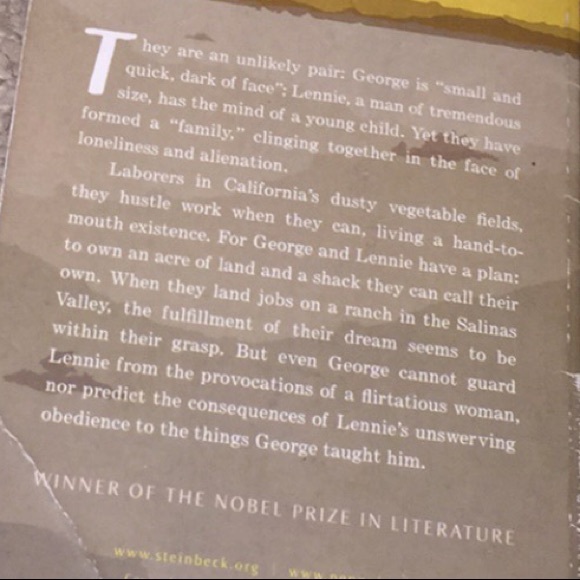 They are an unlikely pair: George is “small and
quick, dark of face”; Lennie, a man of tremendous
size, has the mind of a young child. Yet they have
formed a “family,” clinging together in the face of
loneliness and alienation.
Laborers in California’s dusty vegetable fields,
they hustle work when they can, living a hand-to-
mouth existence. For George and Lennie have a plan:
to own an acre of land and a shack they can call their
own. When they land jobs on a ranch in the Salinas
Valley, the fulfillment of their dream seems to be
within their grasp. But even George cannot guard
Lennie from the provocations of a flirtatious woman,
nor predict the consequences of Lennie’s unswerving
obedience to the things George taught him.
WINNER OF THE NOBEL PRIZE IN LITERATURE
www.steinbeck.org | www.